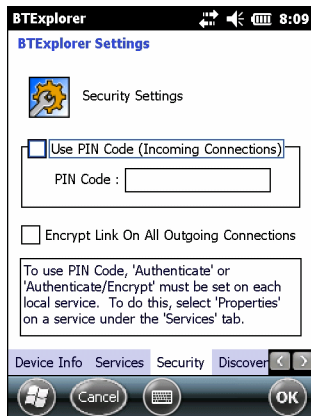 BTExplorer 8:09
BTExplorer Settings
Security Settings
Use PIN Code (Incoming Connections)
PIN Code :
Encrypt Link On All Outgoing Connections
To use PIN Code, 'Authenticate' or
'Authenticate/Encrypt' must be set on each
local service. To do this, select 'Properties'
on a service under the 'Services' tab.
Device Info Services Security Discover
Cancel OK